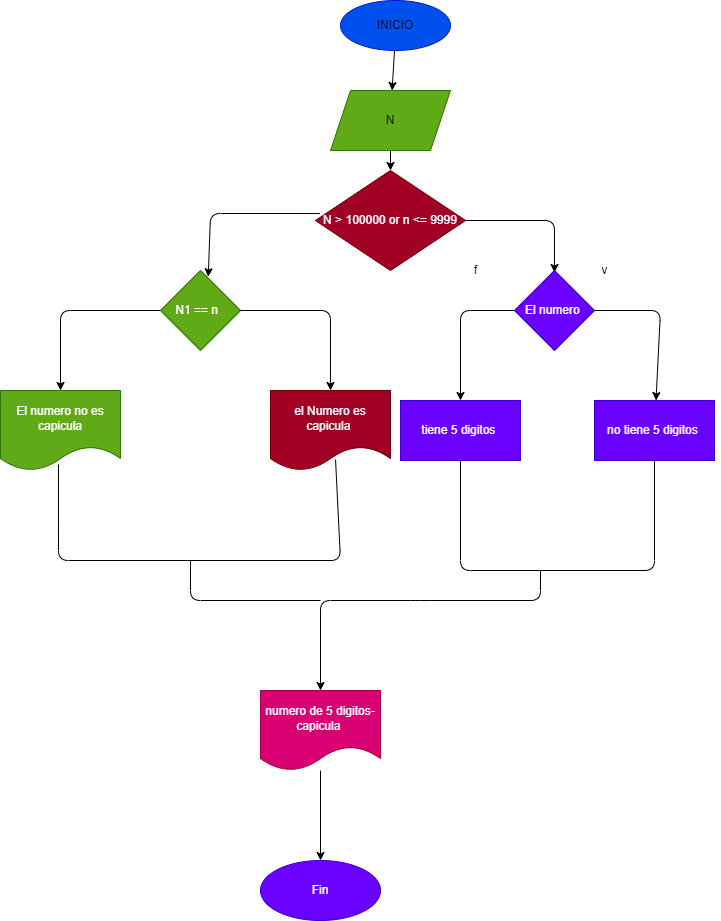 INICIO
N
N > 100000 or n <= 9999
f
v
N1 == n
El numero
El numero no es
capicula
el Numero es
capicula
tiene 5 digitos
no tiene 5 digitos
numero de 5 digitos-
capicula
Fin